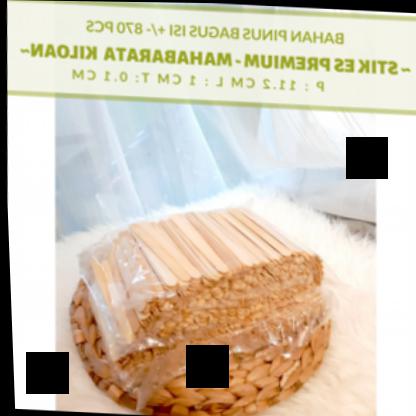 BAHAN PINUS BAGUS ISI +/- 870 PCS
~STIK ES PREMIUM - MAHABARATA KILOAN~
P : 11.2 CM L : 1 CM T: 0.1 CM